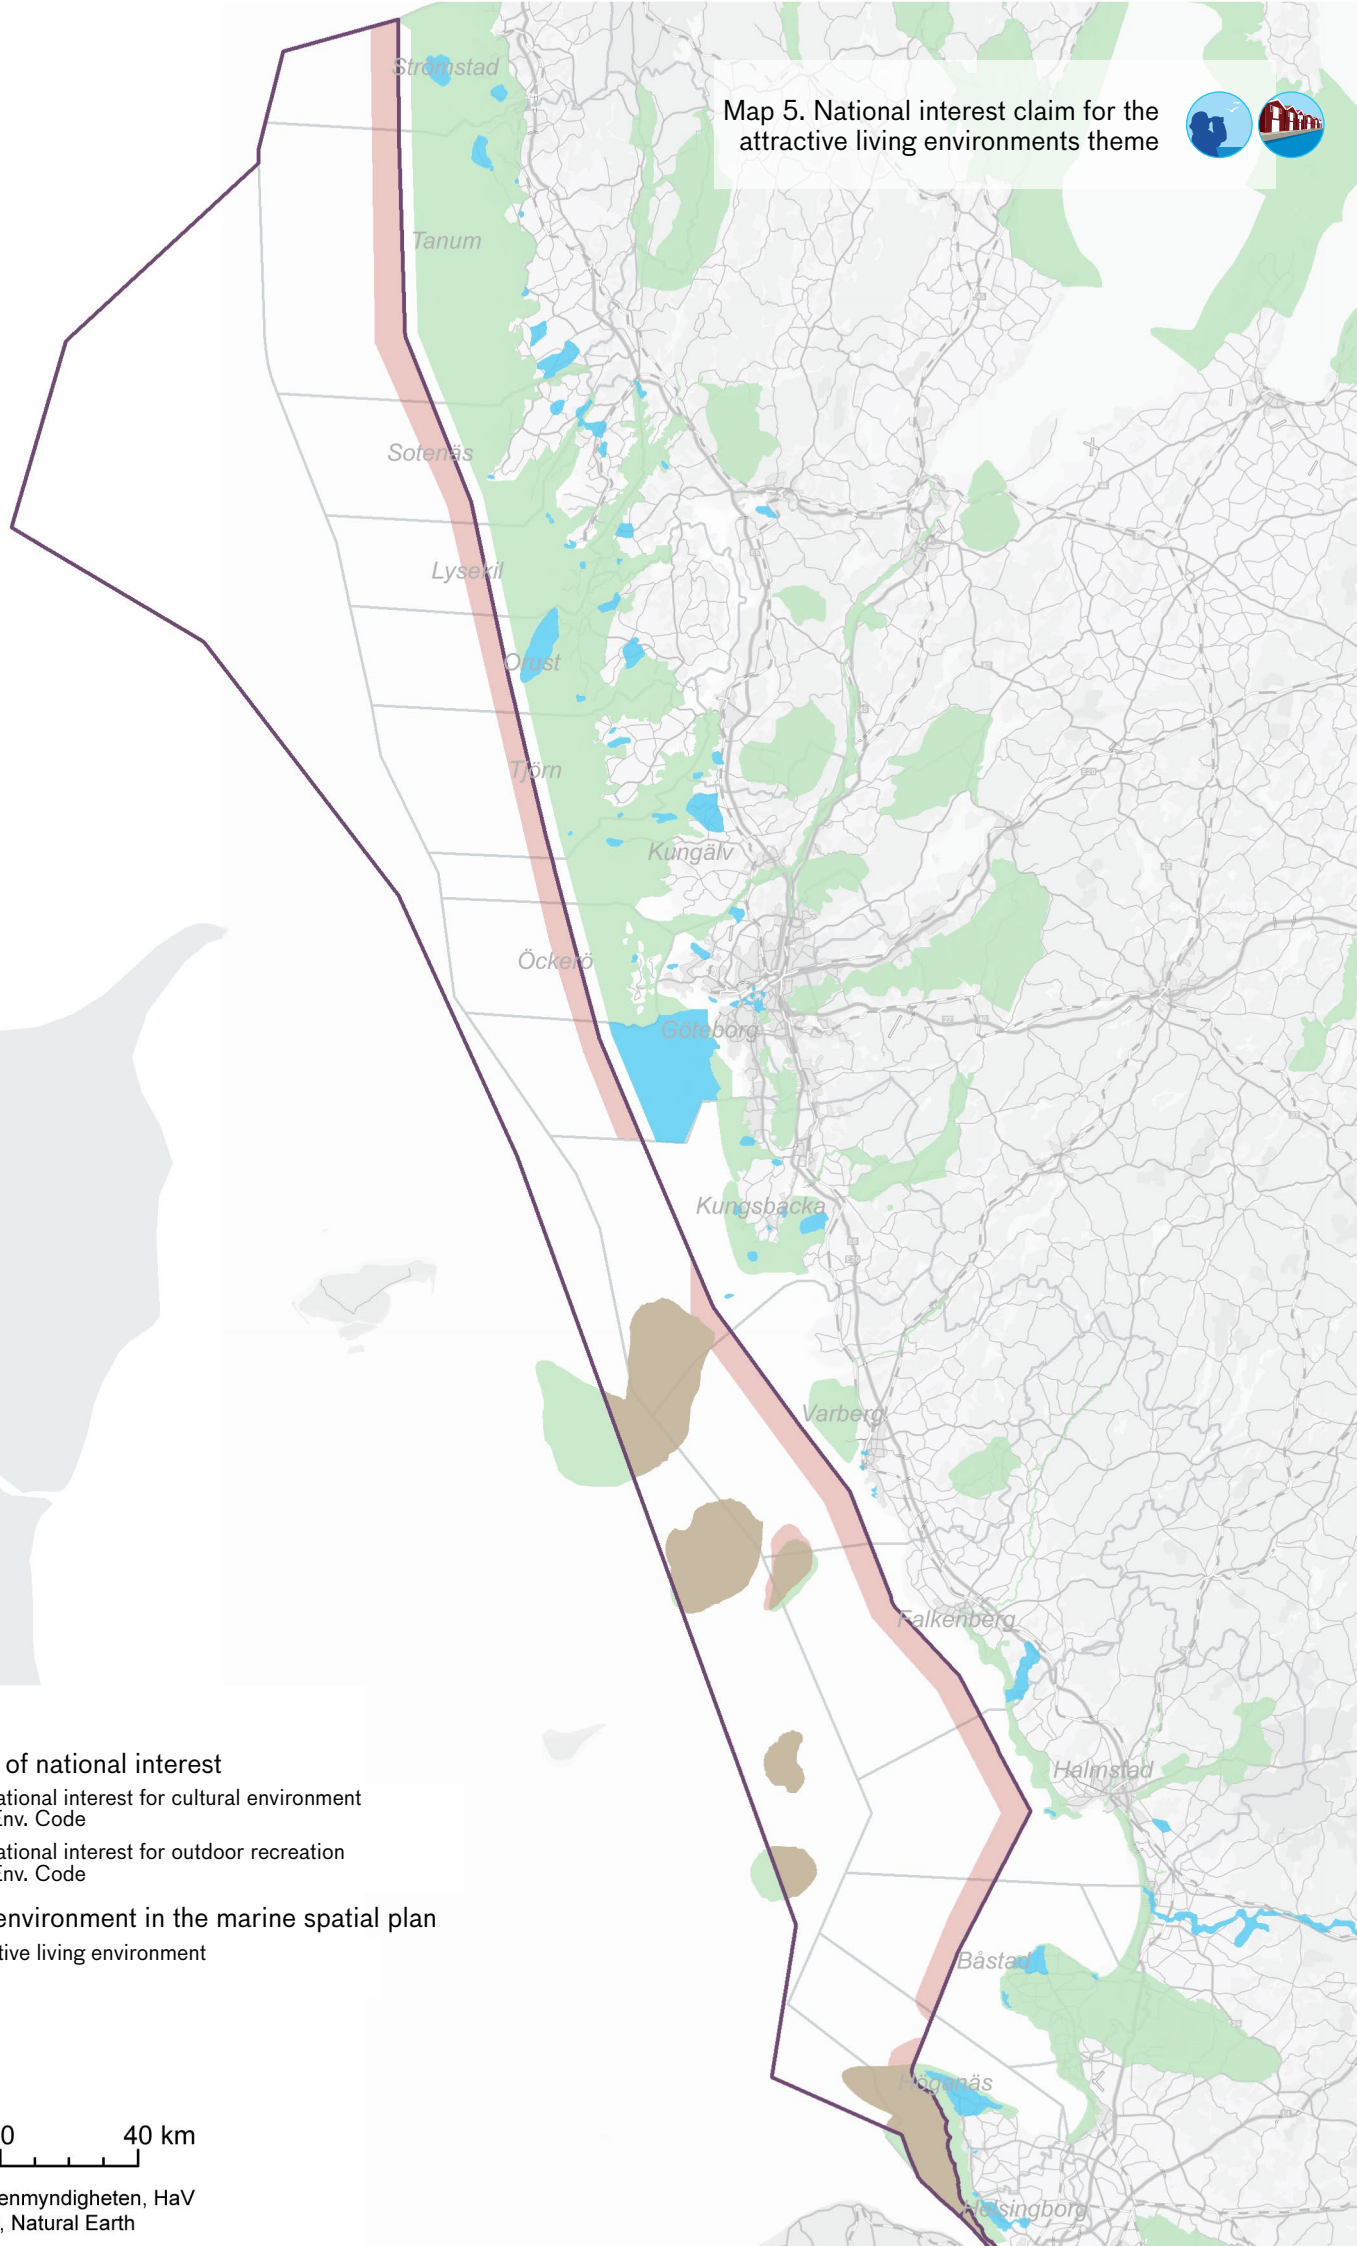 Map 5. National interest claim for the
attractive living environments theme
Strömstad
Tanum
Sotenäs
Lysekil
Orust
Tjörn
Kungälv
Öckerö
Göteborg
Kungsbacka
Varberg
Falkenberg
Halmstad
Båstad
Höganäs
Helsingborg
of national interest
ational interest for cultural environment
Env. Code
ational interest for outdoor recreation
Env. Code
environment in the marine spatial plan
tive living environment
0 40 km
enmyndigheten, HaV
, Natural Earth